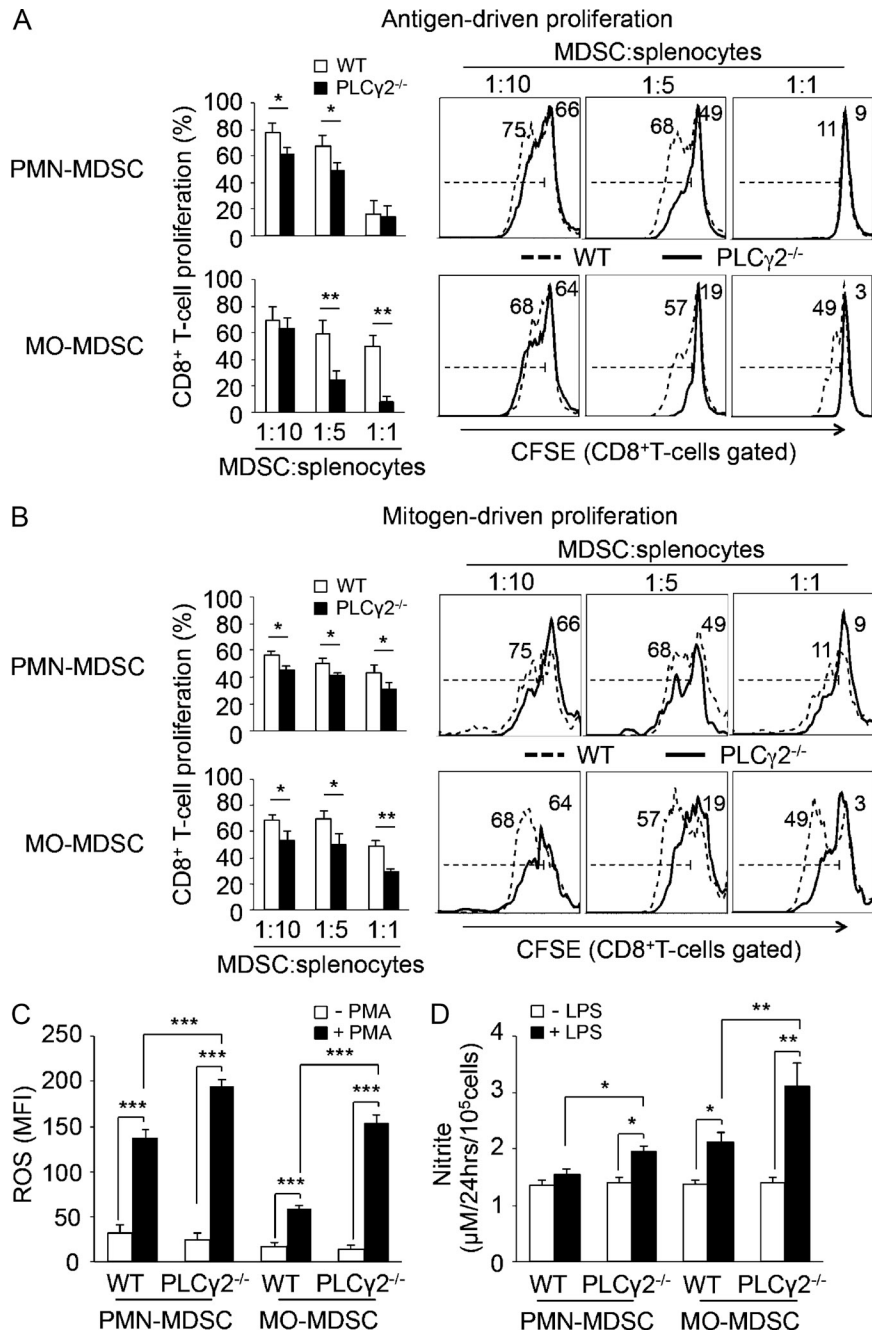 A
Antigen-driven proliferation
WT
PLCγ2-/-
MDSC:splenocytes
1:10 1:5 1:1
PMN-MDSC
CD8+ T-cell proliferation (%)
100
80
60
40
20
0
* *
75 66
68 49
11 9
WT PLCγ2-/-
MO-MDSC
100
80
60
40
20
0
** **
68 64
57 19
49 3
1:10 1:5 1:1
MDSC:splenocytes
CFSE (CD8+T-cells gated)
B
Mitogen-driven proliferation
WT
PLCγ2-/-
MDSC:splenocytes
1:10 1:5 1:1
PMN-MDSC
CD8+ T-cell proliferation (%)
100
80
60
40
20
0
* * *
75 66
68 49
11 9
WT PLCγ2-/-
MO-MDSC
100
80
60
40
20
0
* * **
68 64
57 19
49 3
1:10 1:5 1:1
MDSC:splenocytes
CFSE (CD8+T-cells gated)
C
- PMA
+ PMA
ROS (MFI)
250
200
150
100
50
0
*** ***
*** *** *** ***
WT PLCγ2-/- WT PLCγ2-/-
PMN-MDSC MO-MDSC
D
- LPS
+ LPS
Nitrite
(μM/24hrs/105cells)
4
3
2
1
0
* **
* * **
WT PLCγ2-/- WT PLCγ2-/-
PMN-MDSC MO-MDSC